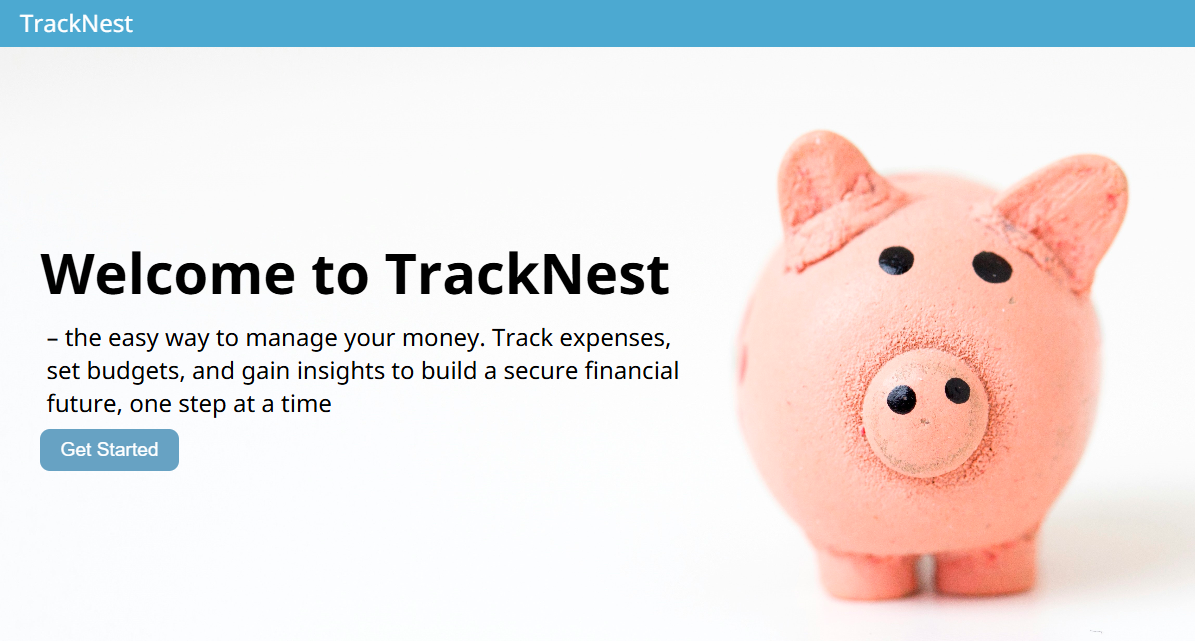 TrackNest
Welcome to TrackNest
– the easy way to manage your money. Track expenses,
set budgets, and gain insights to build a secure financial
future, one step at a time
Get Started